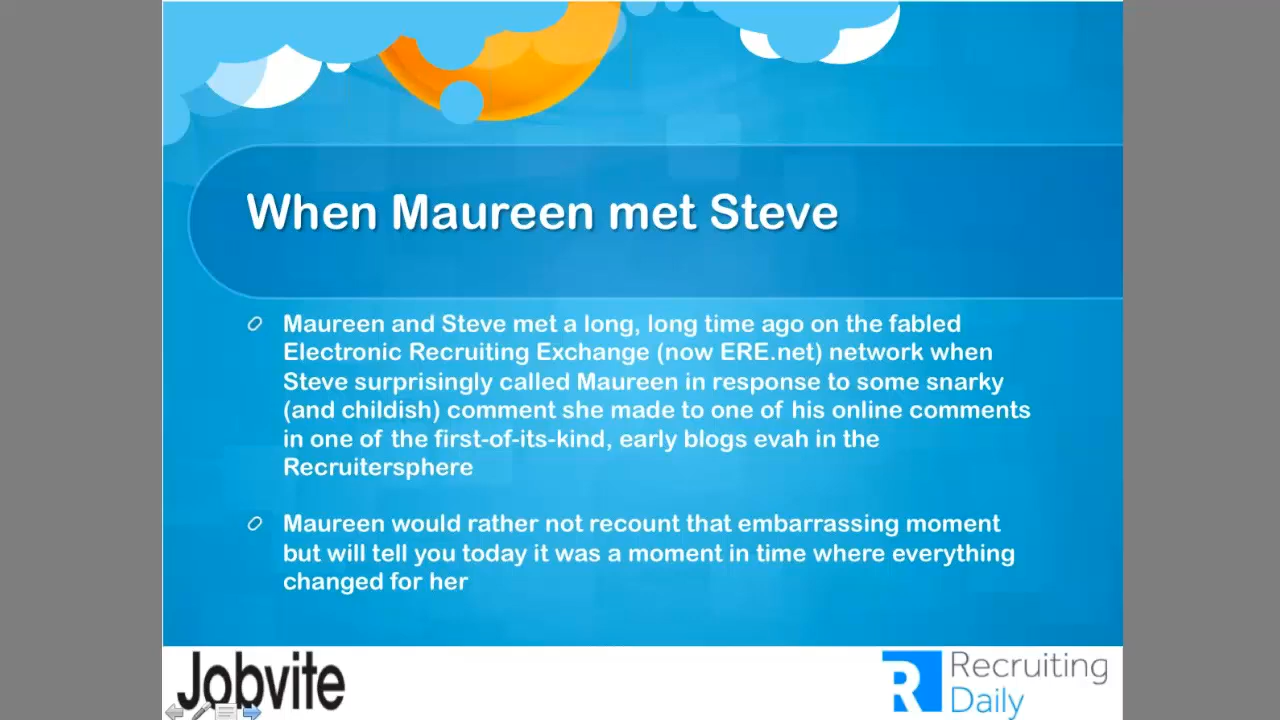 When Maureen met Steve
Maureen and Steve met a long, long time ago on the fabled
Electronic Recruiting Exchange (now ERE.net) network when
Steve surprisingly called Maureen in response to some snarky
(and childish) comment she made to one of his online comments
in one of the first-of-its-kind, early blogs evah in the
Recruitersphere
Maureen would rather not recount that embarrassing moment
but will tell you today it was a moment in time where everything
changed for her
Jobvite
R
Recruiting
Daily